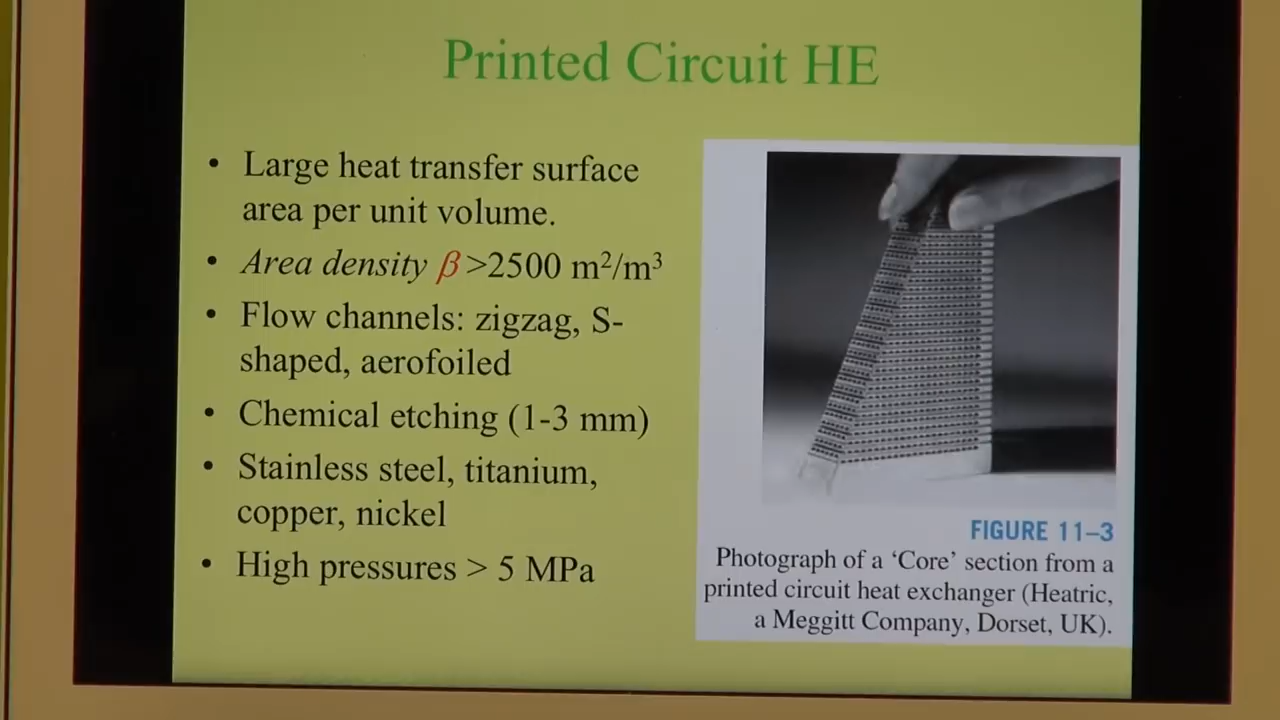 Printed Circuit HE
• Large heat transfer surface
area per unit volume.
• Area density β >2500 m²/m³
• Flow channels: zigzag, S-
shaped, aerofoiled
• Chemical etching (1-3 mm)
• Stainless steel, titanium,
copper, nickel
• High pressures > 5 MPa
FIGURE 11–3
Photograph of a ‘Core’ section from a
printed circuit heat exchanger (Heatric,
a Meggitt Company, Dorset, UK).